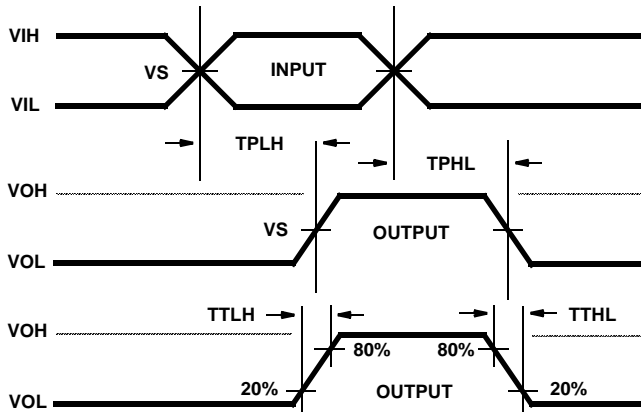 VIH
VS
INPUT
VIL
TPLH
TPHL
VOH
VS
OUTPUT
VOL
TTLH
TTHL
VOH
80%
80%
20%
OUTPUT
20%
VOL